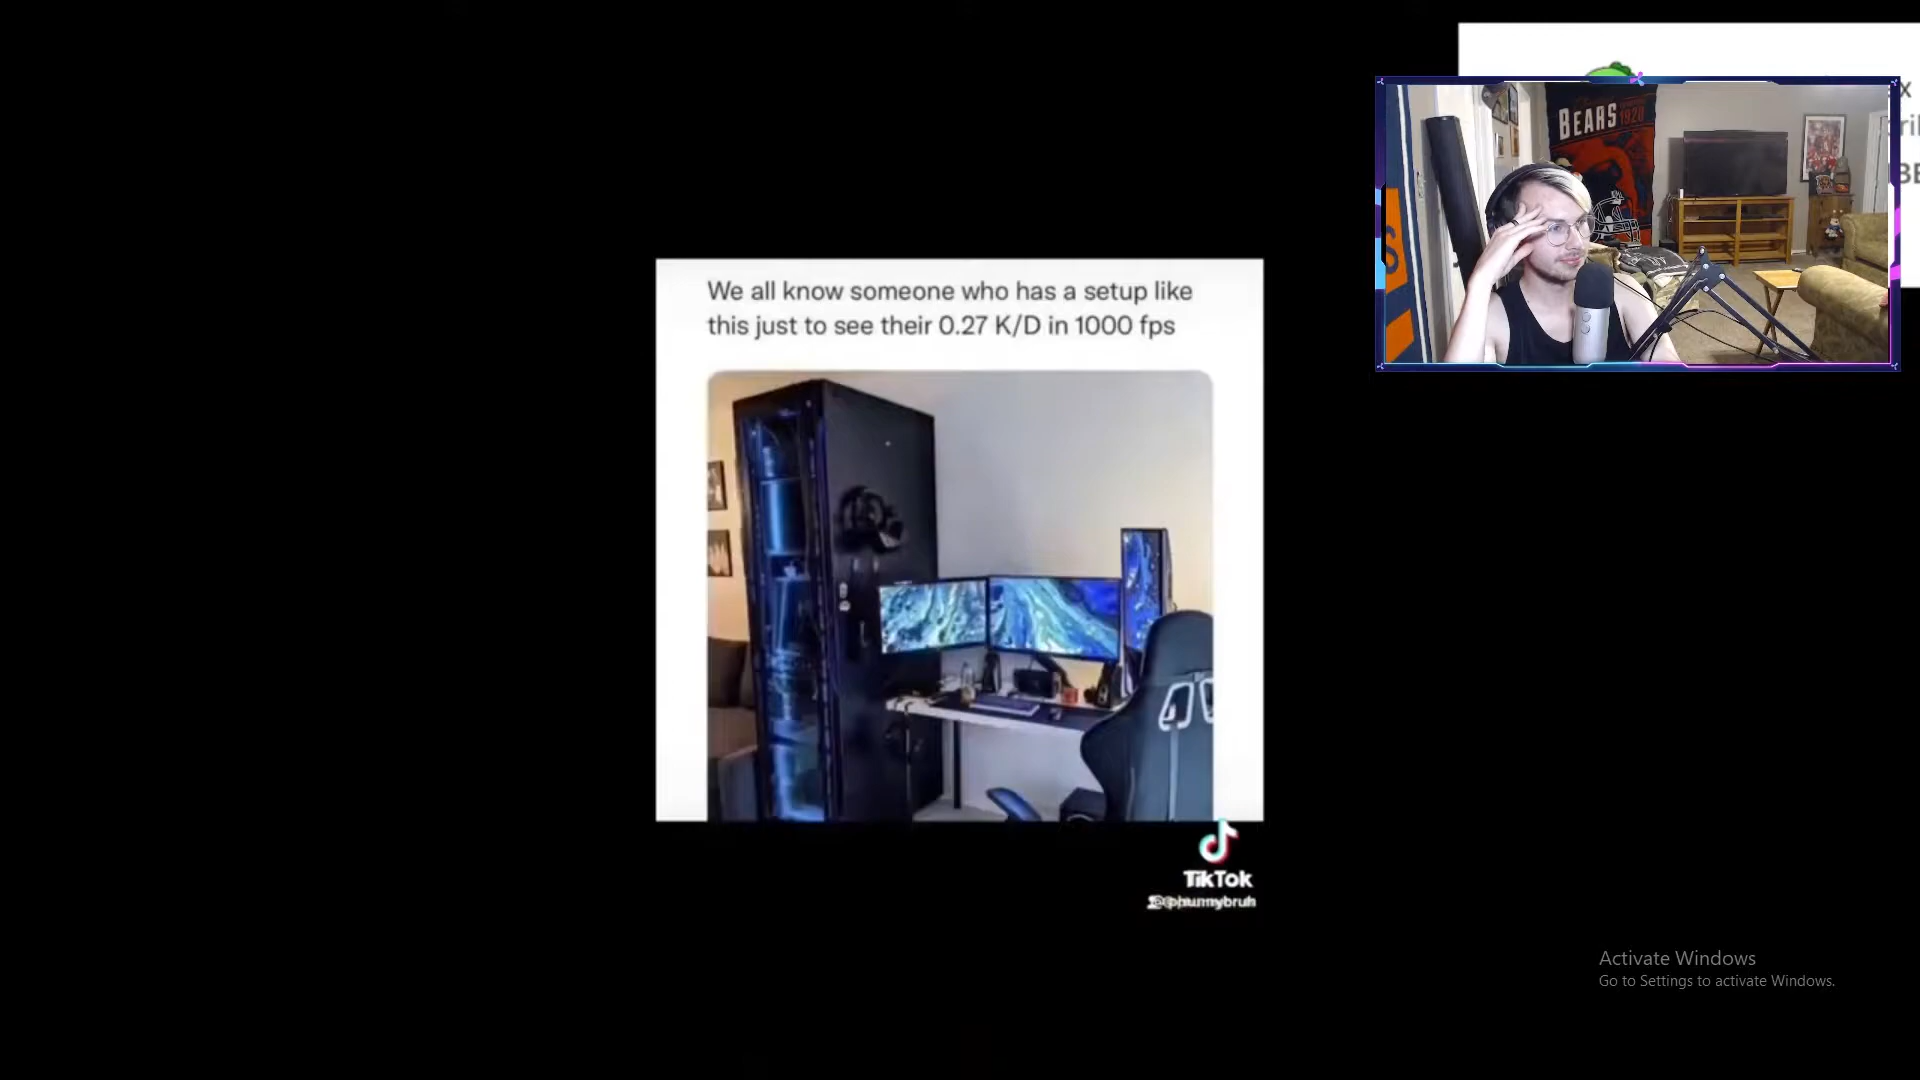 We all know someone who has a setup like
this just to see their 0.27 K/D in 1000 fps
BEARS 1920
TikTok
Activate Windows
Go to Settings to activate Windows.